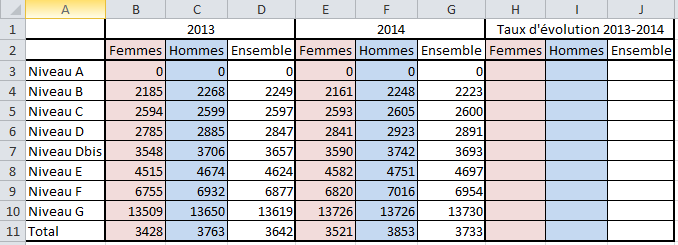 A B C D E F G H I J
1 2013 2014 Taux d'évolution 2013-2014
2 Femmes Hommes Ensemble Femmes Hommes Ensemble Femmes Hommes Ensemble
3 Niveau A 0 0 0 0 0 0
4 Niveau B 2185 2268 2249 2161 2248 2223
5 Niveau C 2594 2599 2597 2593 2605 2600
6 Niveau D 2785 2885 2847 2841 2923 2891
7 Niveau Dbis 3548 3706 3657 3590 3742 3693
8 Niveau E 4515 4674 4624 4582 4751 4697
9 Niveau F 6755 6932 6877 6820 7016 6954
10 Niveau G 13509 13650 13619 13726 13726 13730
11 Total 3428 3763 3642 3521 3853 3733